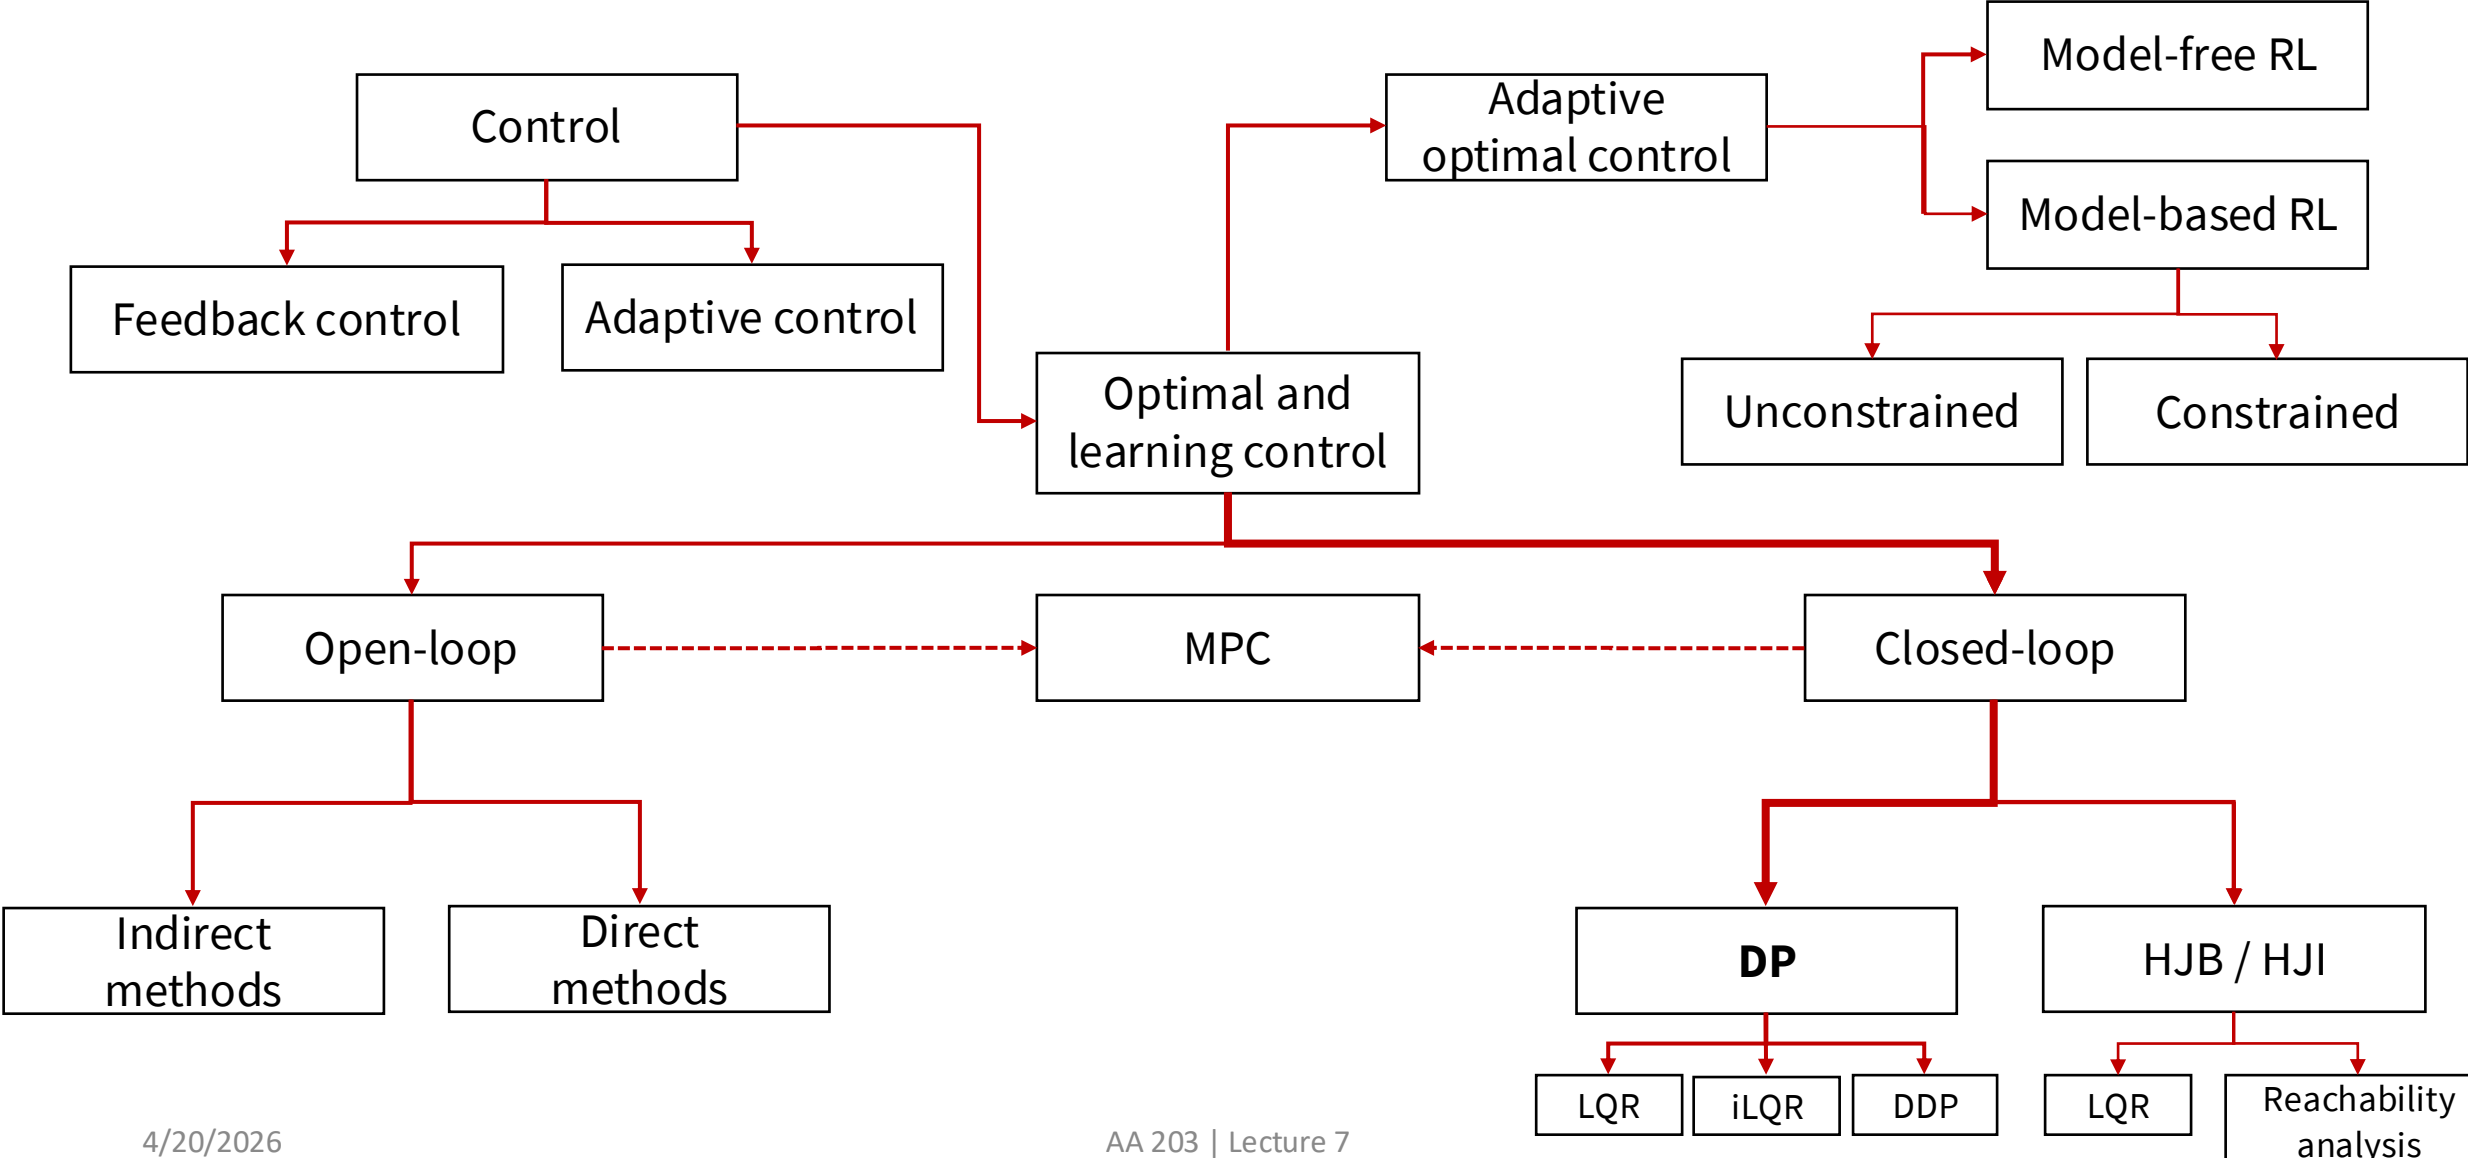 Model-free RL
Control
Adaptive
optimal control
Model-based RL
Feedback control
Adaptive control
Optimal and
learning control
Unconstrained
Constrained
Open-loop
MPC
Closed-loop
Indirect
methods
Direct
methods
DP
HJB / HJI
LQR
iLQR
DDP
LQR
Reachability
analysis
4/20/2026
AA 203 | Lecture 7